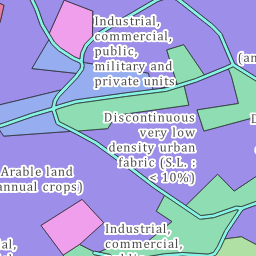 Industrial,
commercial,
public,
military and
private units
(an
Discontinuous
very low
density urban
fabric (S.L. :
< 10%)
D
Arable land
annual crops)
Industrial,
commercial,
al,